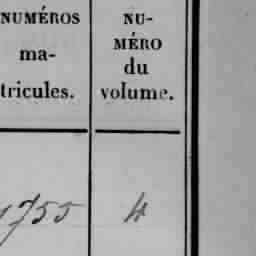 NUMÉROS
ma-
tricules.
NU-
MÉRO
du
volume.
1755 4